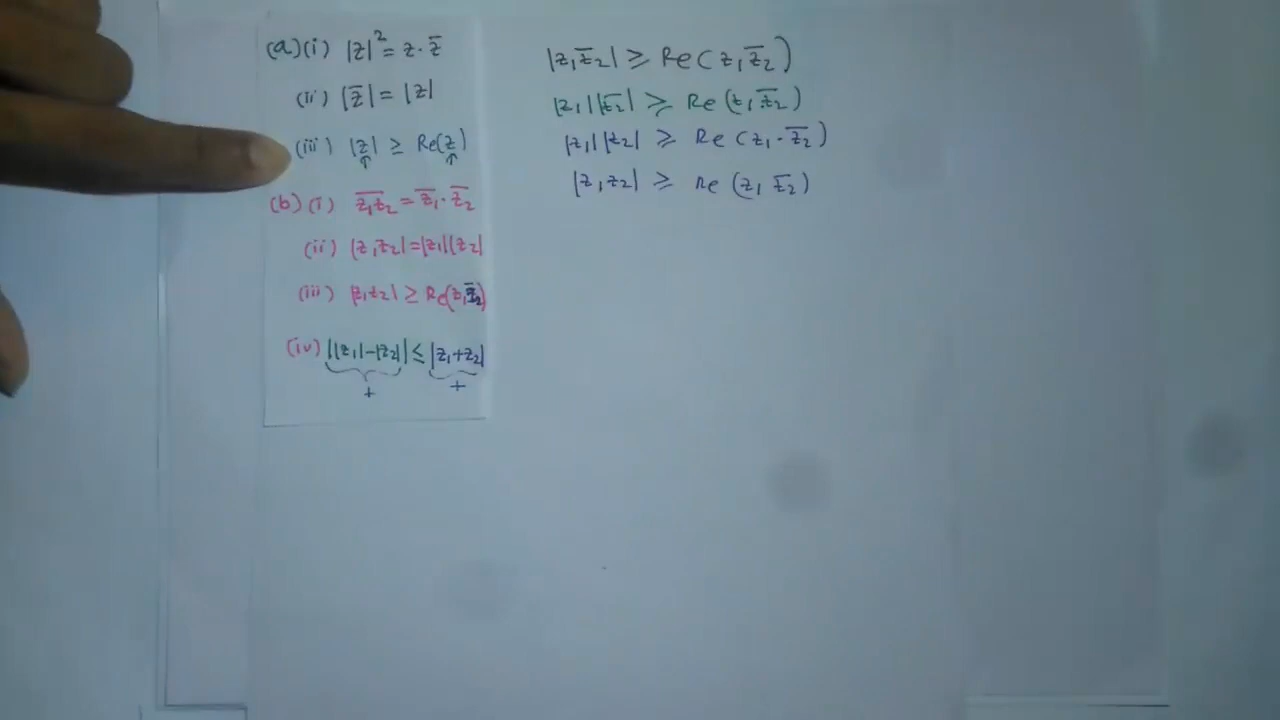 (a)(i) |z|² = z·z̅
(ii) |z̅| = |z|
(iii) |z| ≥ Re(z)
↑ ↑
(b)(i) \overline{z₁z₂} = z̅₁·z̅₂
(ii) |z₁z₂|=|z₁||z₂|
(iii) |z₁z₂| ≥ Re(z₁z̅₂)
(iv) ||z₁|-|z₂|| ≤ |z₁+z₂|
+ +
|z₁z̅₂| ≥ Re(z₁z̅₂)
|z₁||z̅₂| ≥ Re(z₁z̅₂)
|z₁||z₂| ≥ Re(z₁·z̅₂)
|z₁z₂| ≥ Re(z₁z̅₂)